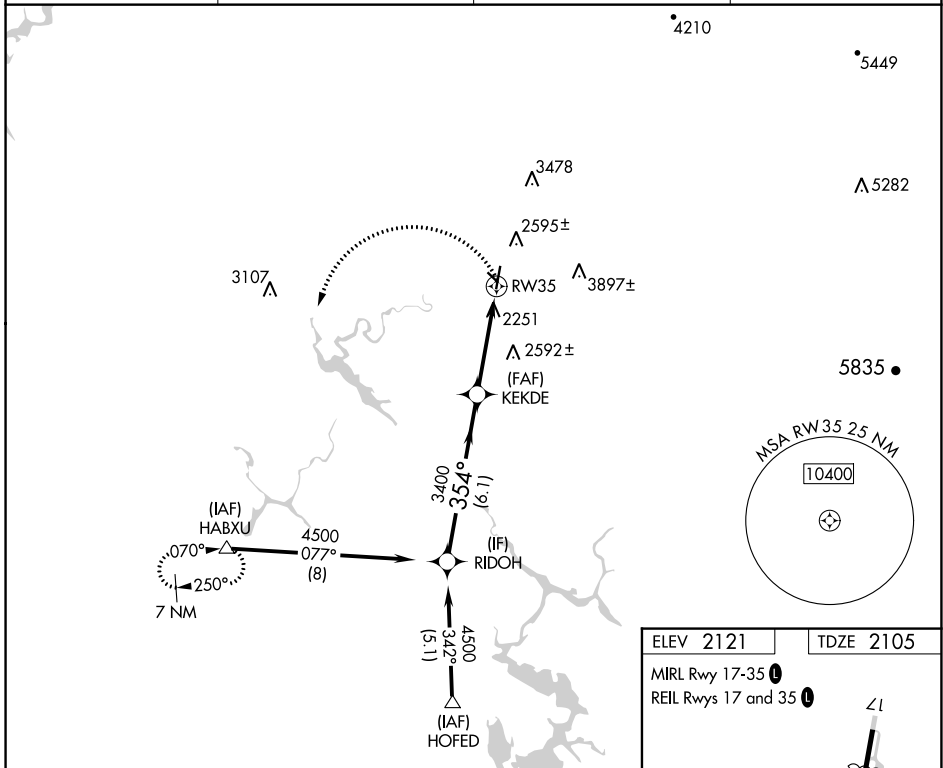 4210
5449
3478
5282
2595±
3107
RW35
3897±
2251
2592±
5835
(FAF)
KEKDE
MSA RW35 25 NM
10400
3400
354°
(6.1)
(IAF)
HABXU
070°
250°
7 NM
4500
077°
(8)
(IF)
RIDOH
4500
342°
(5.1)
(IAF)
HOFED
ELEV 2121
TDZE 2105
MIRL Rwy 17-35 L
REIL Rwys 17 and 35 L
17